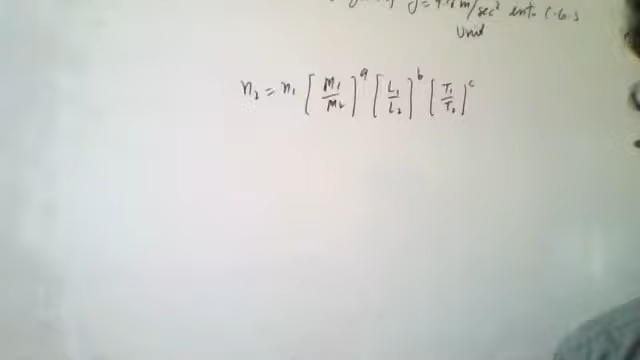 g = 9.8 m/sec² into C.G.S
Unit
n₂ = n₁ [M₁/M₂]ᵃ [L₁/L₂]ᵇ [T₁/T₂]ᶜ